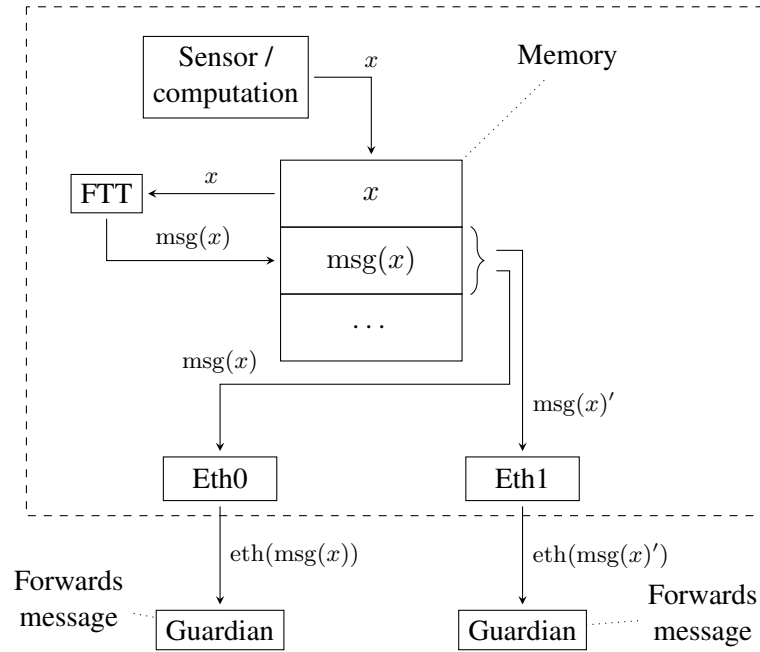 Sensor /
computation
x
Memory
FTT
x
x
msg(x)
msg(x)
...
msg(x)
msg(x)′
Eth0
Eth1
eth(msg(x))
eth(msg(x)′)
Forwards
message
Guardian
Guardian
Forwards
message